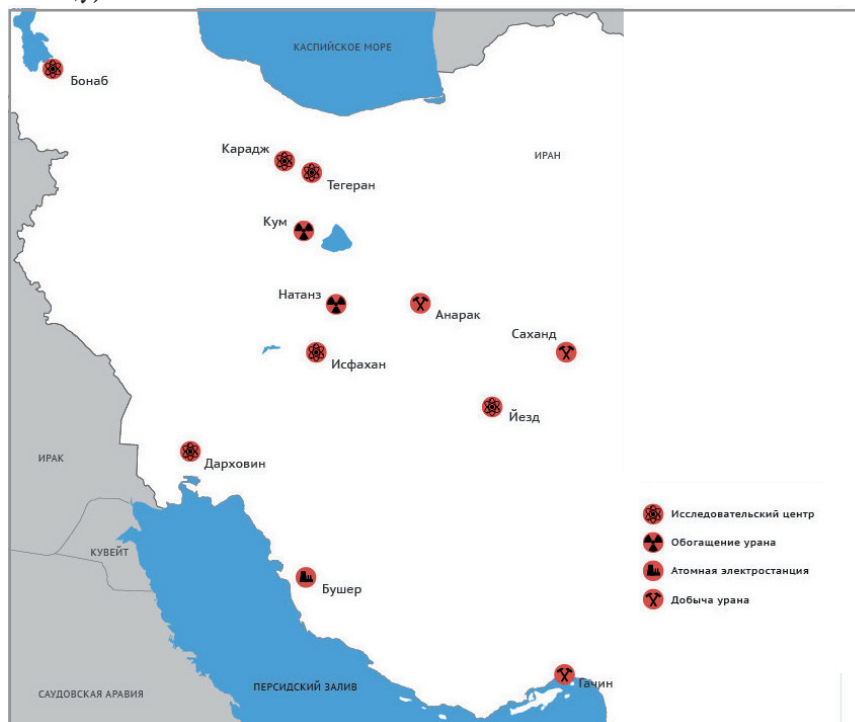 КАСПИЙСКОЕ МОРЕ
Бонаб
Карадж
ИРАН
Тегеран
Кум
Натанз
Анарак
Саханд
Исфахан
Йезд
Дарховин
ИРАК
Исследовательский центр
Обогащение урана
КУВЕЙТ
Атомная электростанция
Бушер
Добыча урана
Гачин
ПЕРСИДСКИЙ ЗАЛИВ
САУДОВСКАЯ АРАВИЯ